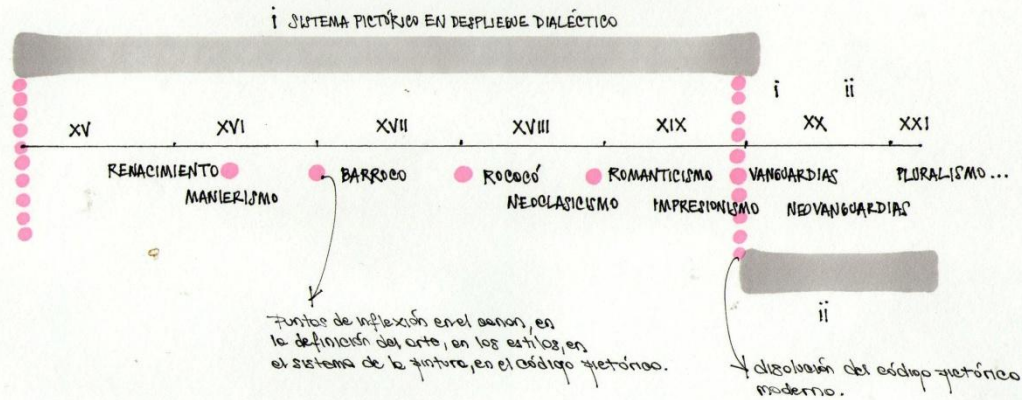 i SISTEMA PICTÓRICO EN DESPLIEGUE DIALÉCTICO
i ii
XV XVI XVII XVIII XIX XX XXI
RENACIMIENTO BARROCO ROCOCÓ ROMANTICISMO VANGUARDIAS PLURALISMO...
MANIERISMO NEOCLASICISMO IMPRESIONISMO NEOVANGUARDIAS
ii
Puntos de inflexión en el canon, en
la definición del arte, en los estilos, en
el sistema de la pintura, en el código pictórico.
disolución del código pictórico
moderno.